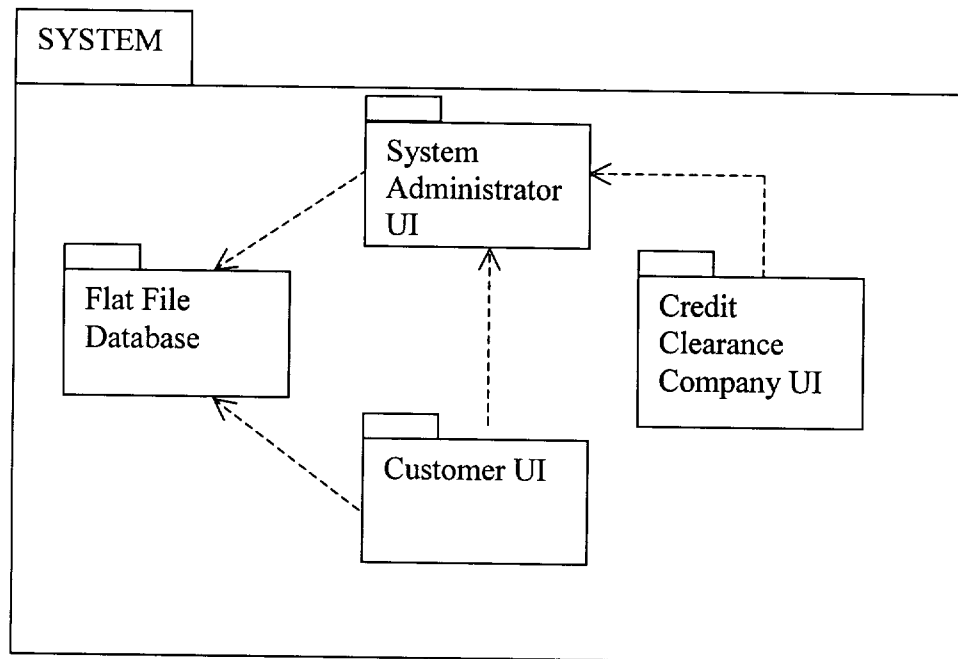 SYSTEM
System
Administrator
UI
Flat File
Database
Credit
Clearance
Company UI
Customer UI